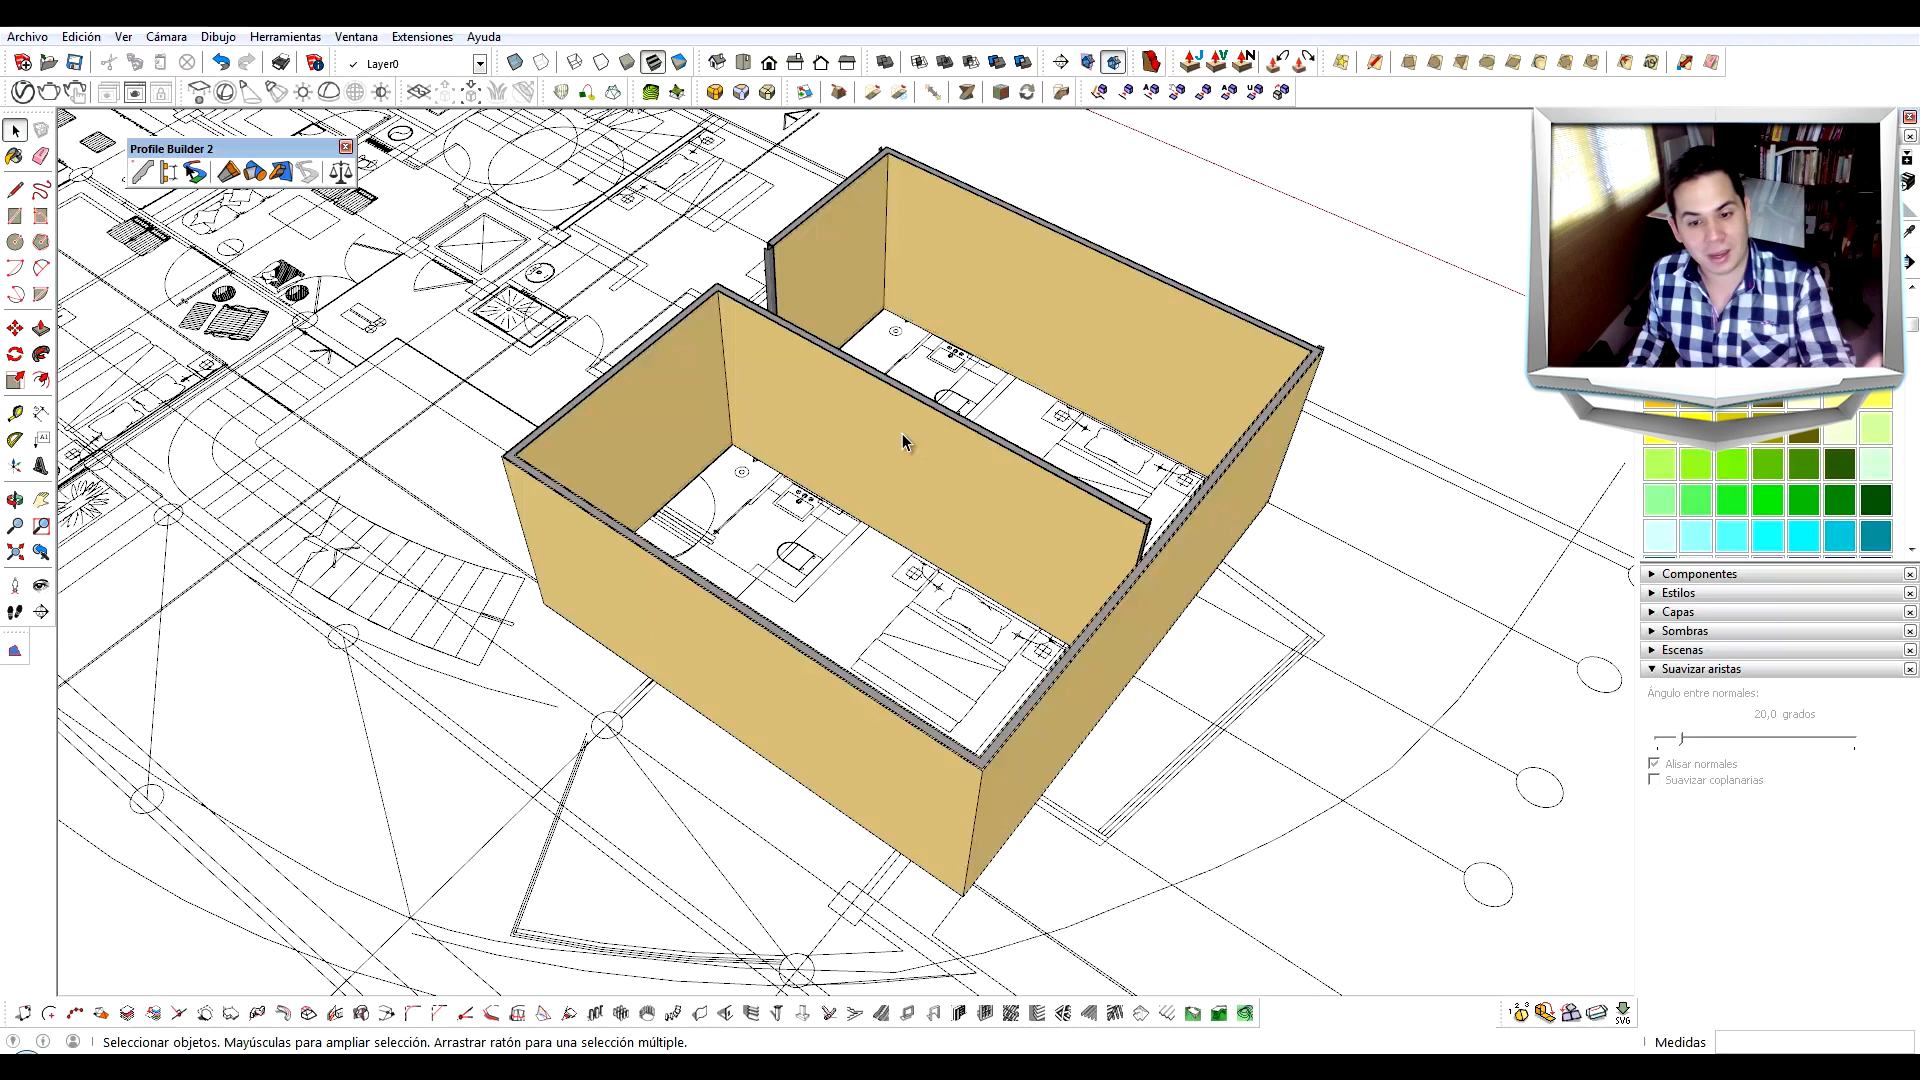 Archivo Edición Ver Cámara Dibujo Herramientas Ventana Extensiones Ayuda
Layer0
J V N
Profile Builder 2
A1
Componentes
Estilos
Capas
Sombras
Escenas
Suavizar aristas
Ángulo entre normales:
20,0 grados
Alisar normales
Suavizar coplanarias
SVG
Seleccionar objetos. Mayúsculas para ampliar selección. Arrastrar ratón para una selección múltiple.
Medidas